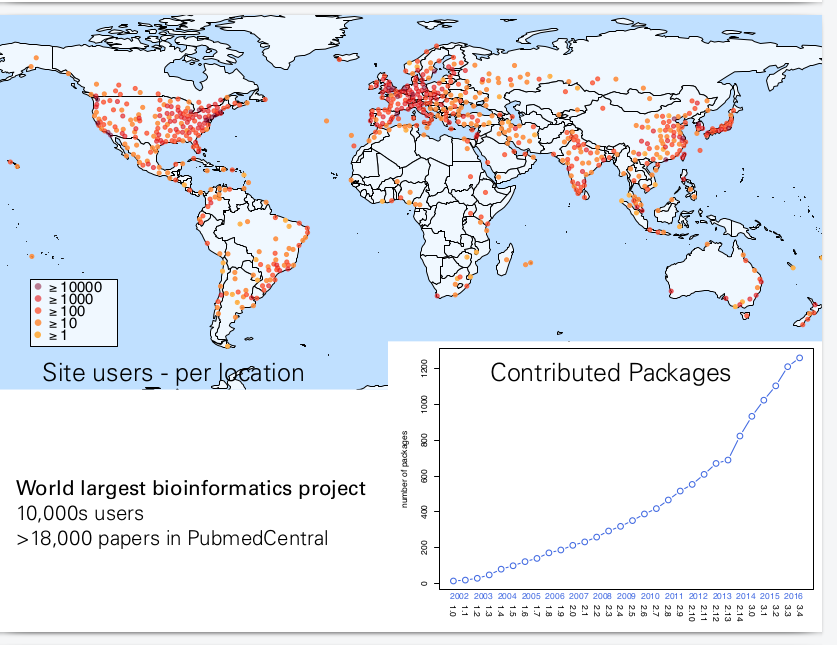 ≥ 10000
≥ 1000
≥ 100
≥ 10
≥ 1
Site users - per location
World largest bioinformatics project
10,000s users
>18,000 papers in PubmedCentral
Contributed Packages
number of packages
1200
1000
800
600
400
200
0
2002 2003 2004 2005 2006 2007 2008 2009 2010 2011 2012 2013 2014 2015 2016
1.0 1.1 1.2 1.3 1.4 1.5 1.6 1.7 1.8 1.9 2.0 2.1 2.2 2.3 2.4 2.5 2.6 2.7 2.8 2.9 2.10 2.11 2.12 2.13 2.14 3.0 3.1 3.2 3.3 3.4